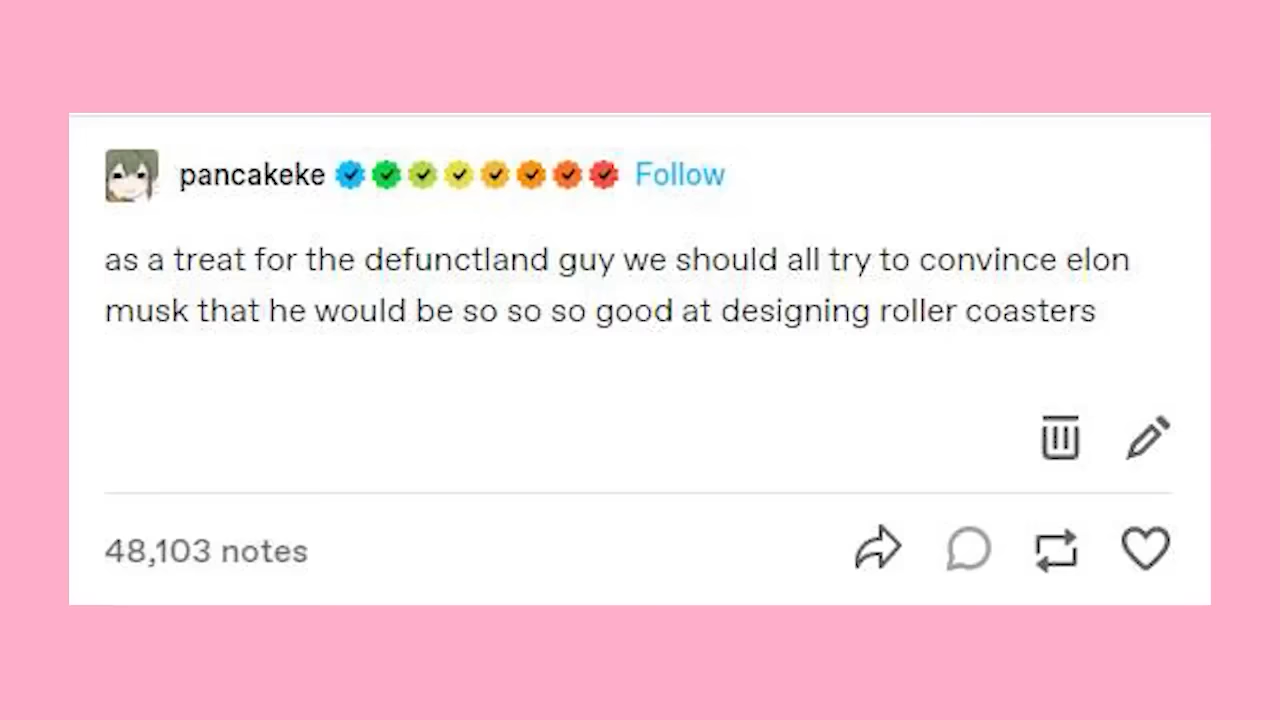 pancakeke Follow
as a treat for the defunctland guy we should all try to convince elon
musk that he would be so so so good at designing roller coasters
48,103 notes